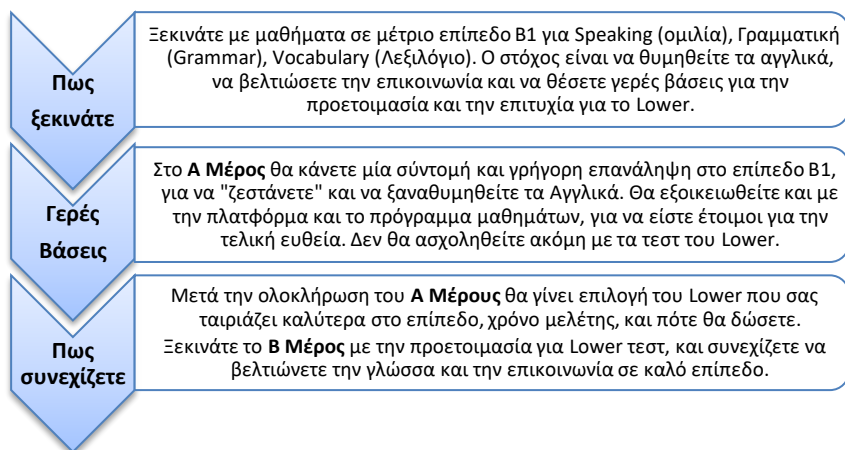 Πως
ξεκινάτε
Ξεκινάτε με μαθήματα σε μέτριο επίπεδο B1 για Speaking (ομιλία), Γραμματική
(Grammar), Vocabulary (Λεξιλόγιο). Ο στόχος είναι να θυμηθείτε τα αγγλικά,
να βελτιώσετε την επικοινωνία και να θέσετε γερές βάσεις για την
προετοιμασία και την επιτυχία για το Lower.
Γερές
Βάσεις
Στο Α Μέρος θα κάνετε μία σύντομή και γρήγορη επανάληψη στο επίπεδο B1,
για να "ζεστάνετε" και να ξαναθυμηθείτε τα Αγγλικά. Θα εξοικειωθείτε και με
την πλατφόρμα και το πρόγραμμα μαθημάτων, για να είστε έτοιμοι για την
τελική ευθεία. Δεν θα ασχοληθείτε ακόμη με τα τεστ του Lower.
Πως
συνεχίζετε
Μετά την ολοκλήρωση του Α Μέρους θα γίνει επιλογή του Lower που σας
ταιριάζει καλύτερα στο επίπεδο, χρόνο μελέτης, και πότε θα δώσετε.
Ξεκινάτε το Β Μέρος με την προετοιμασία για Lower τεστ, και συνεχίζετε να
βελτιώνετε την γλώσσα και την επικοινωνία σε καλό επίπεδο.